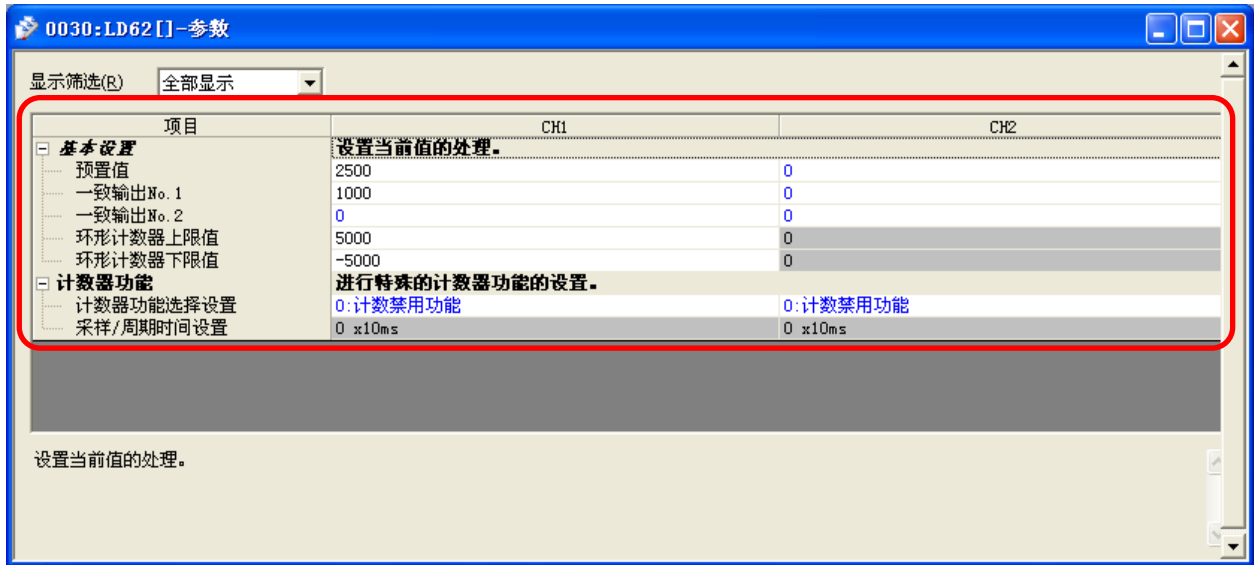 0030:LD62[]-参数
显示筛选(R) 全部显示
项目 CH1 CH2
基本设置 设置当前值的处理。
预置值 2500 0
一致输出No.1 1000 0
一致输出No.2 0 0
环形计数器上限值 5000 0
环形计数器下限值 -5000 0
计数器功能 进行特殊的计数器功能的设置。
计数器功能选择设置 0:计数禁用功能 0:计数禁用功能
采样/周期时间设置 0 x10ms 0 x10ms
设置当前值的处理。